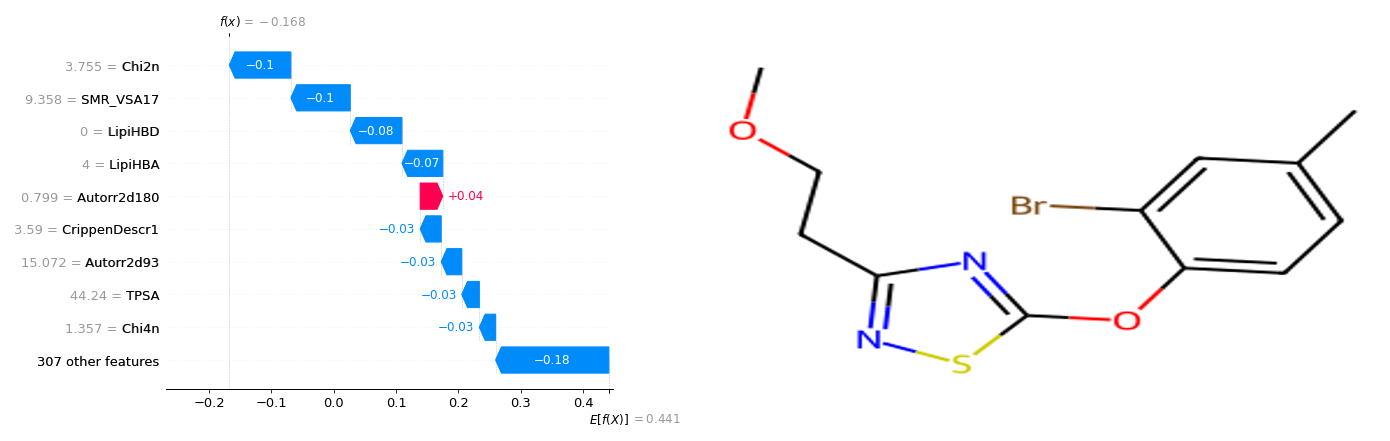 f(x) = −0.168
3.755 = Chi2n
−0.1
9.358 = SMR_VSA17
−0.1
0 = LipiHBD
−0.08
4 = LipiHBA
−0.07
0.799 = Autorr2d180
+0.04
3.59 = CrippenDescr1
−0.03
15.072 = Autorr2d93
−0.03
44.24 = TPSA
−0.03
1.357 = Chi4n
−0.03
307 other features
−0.18
−0.2 −0.1 0.0 0.1 0.2 0.3 0.4
E[f(X)] = 0.441
O
Br
N
N
S
O